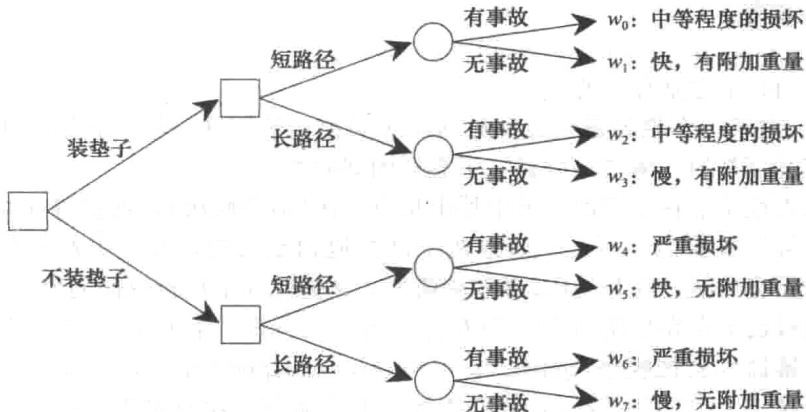 有事故 w₀：中等程度的损坏
短路径
无事故 w₁：快，有附加重量
装垫子
有事故 w₂：中等程度的损坏
长路径
无事故 w₃：慢，有附加重量
不装垫子
有事故 w₄：严重损坏
短路径
无事故 w₅：快，无附加重量
有事故 w₆：严重损坏
长路径
无事故 w₇：慢，无附加重量